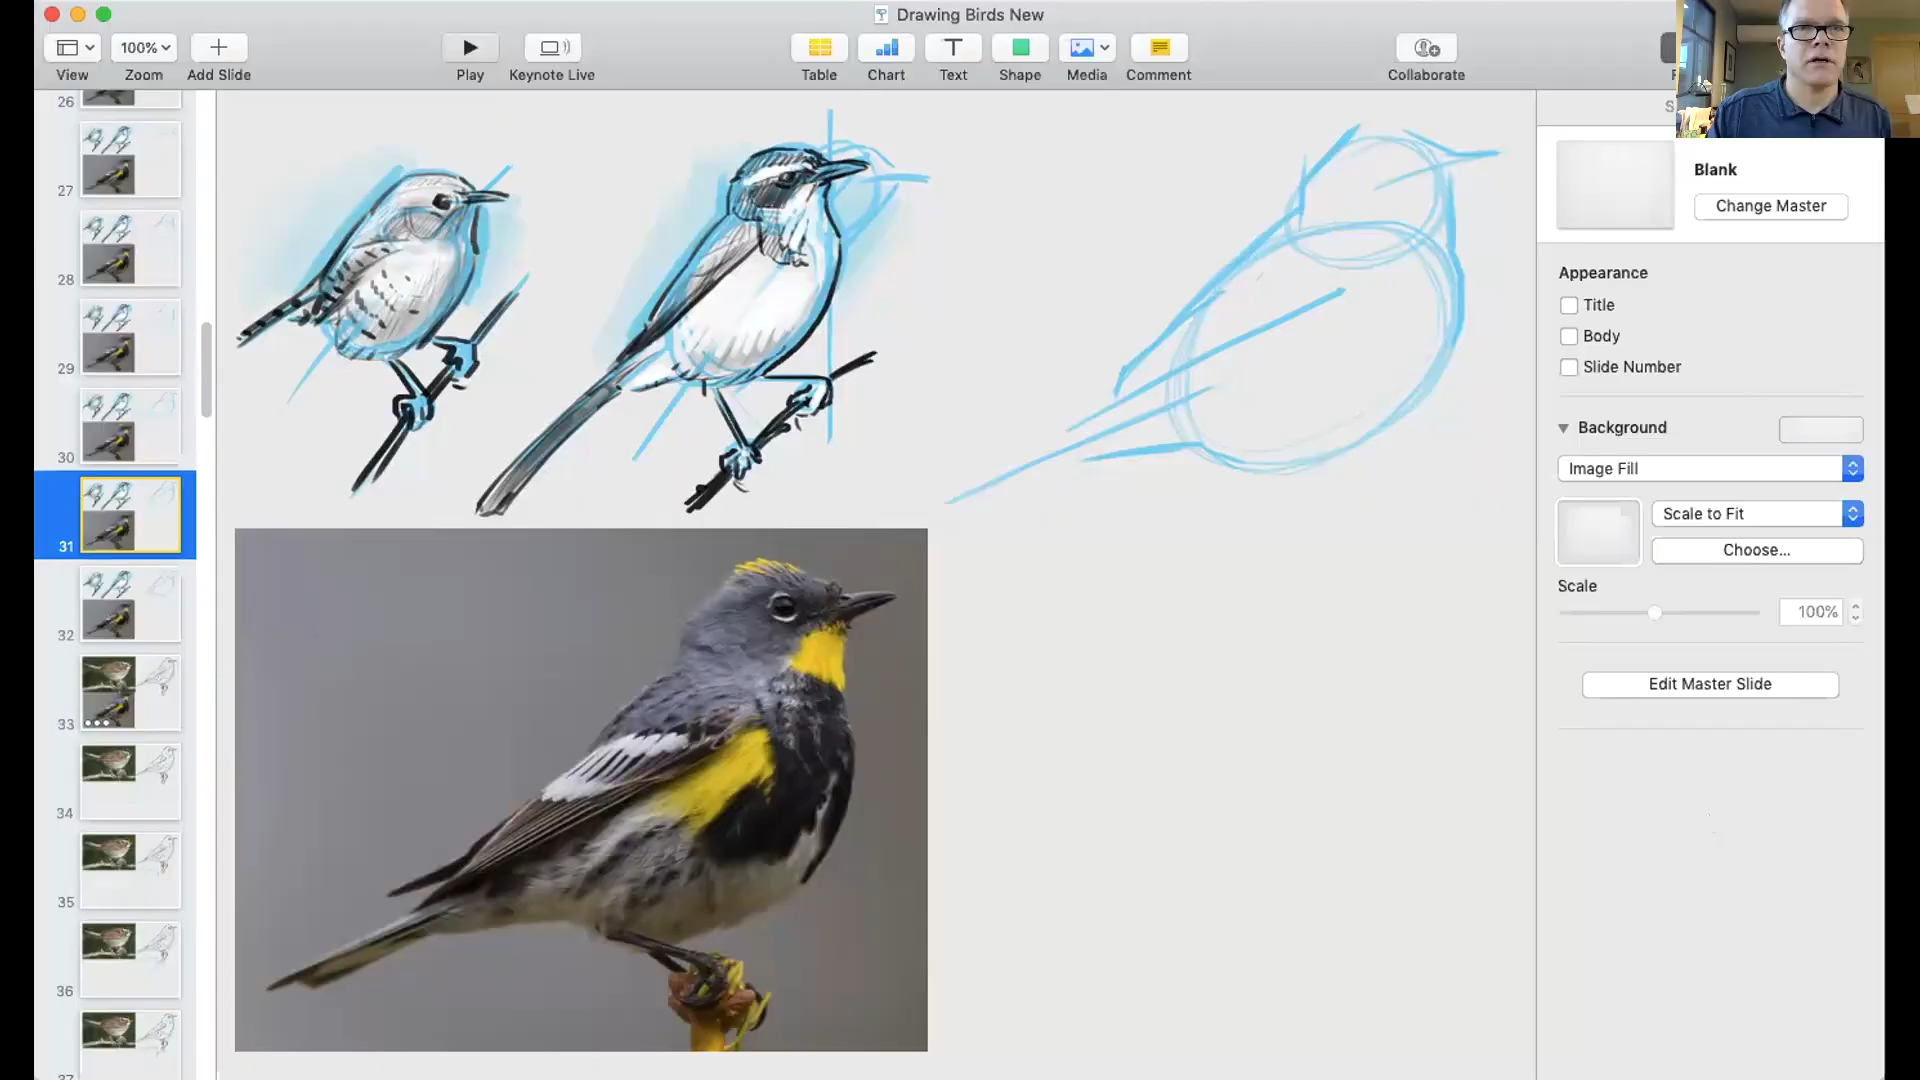 Drawing Birds New
100%
View
Zoom
Add Slide
Play
Keynote Live
Table
Chart
Text
Shape
Media
Comment
Collaborate
26
27
28
29
30
31
32
33
34
35
36
37
Blank
Change Master
Appearance
Title
Body
Slide Number
Background
Image Fill
Scale to Fit
Choose...
Scale
100%
Edit Master Slide